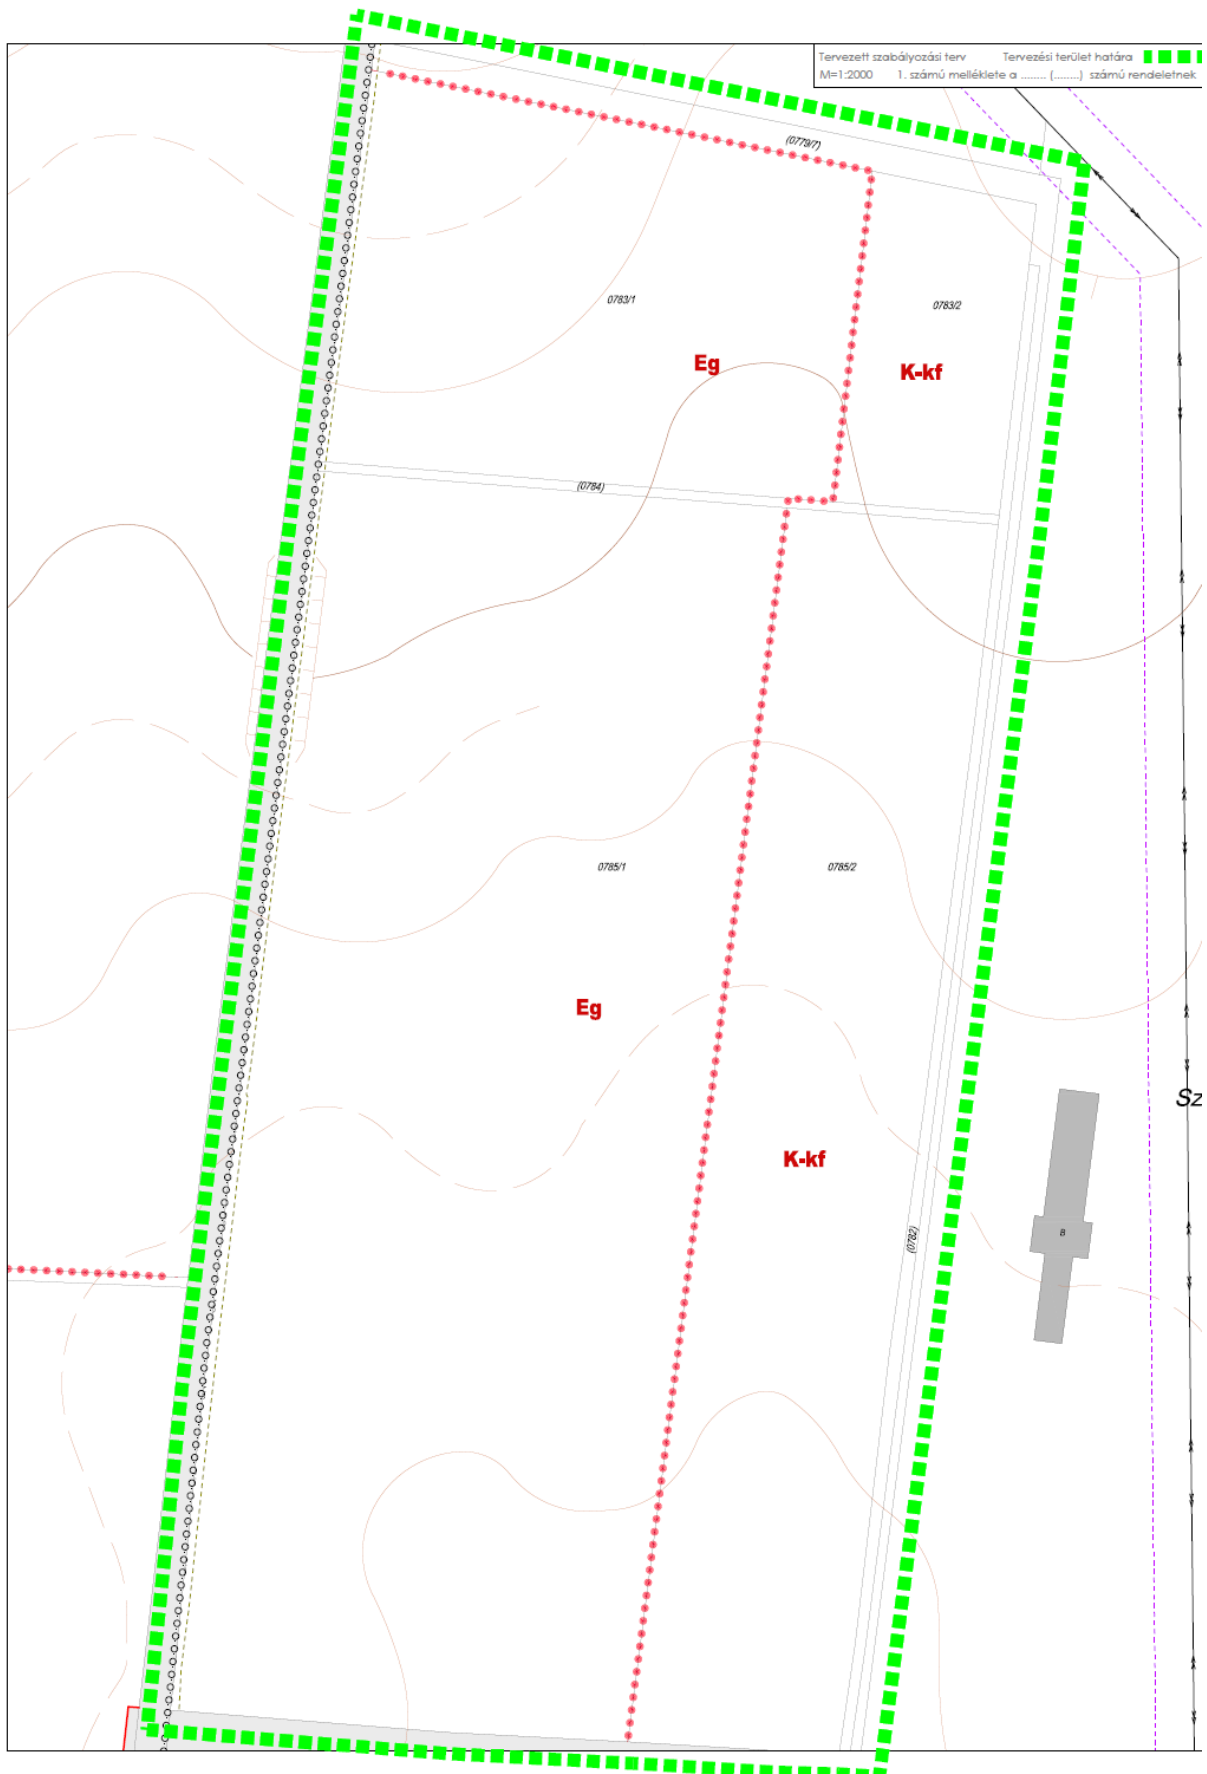 Tervezett szabályozási terv Tervezési terület határa
M=1:2000 1. számú melléklete a ........ (........) számú rendeletnek
(0779/7)
0783/1
0783/2
Eg
K-kf
(0784)
0785/1
0785/2
Eg
Sz
K-kf
(0782)
B